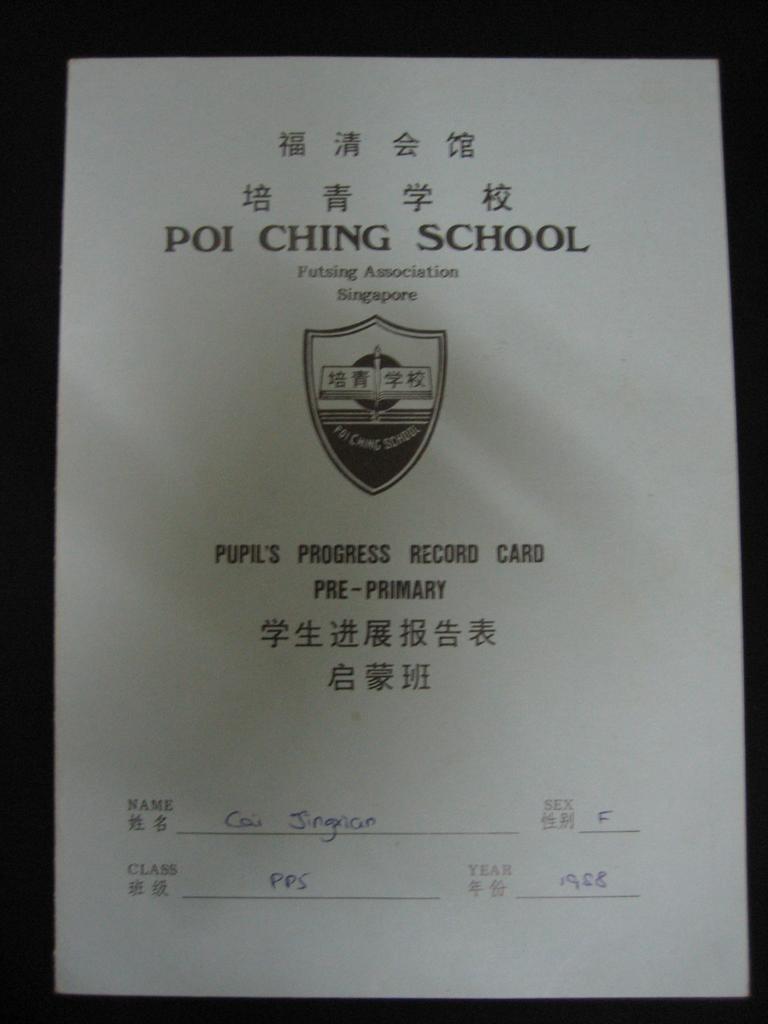 福清会馆
培青学校
POI CHING SCHOOL
Futsing Association
Singapore
培青学校
POI CHING SCHOOL
PUPIL'S PROGRESS RECORD CARD
PRE-PRIMARY
学生进展报告表
启蒙班
NAME SEX
姓名 Cai Jingxian 性别 F
CLASS YEAR
班级 PP5 年份 1988